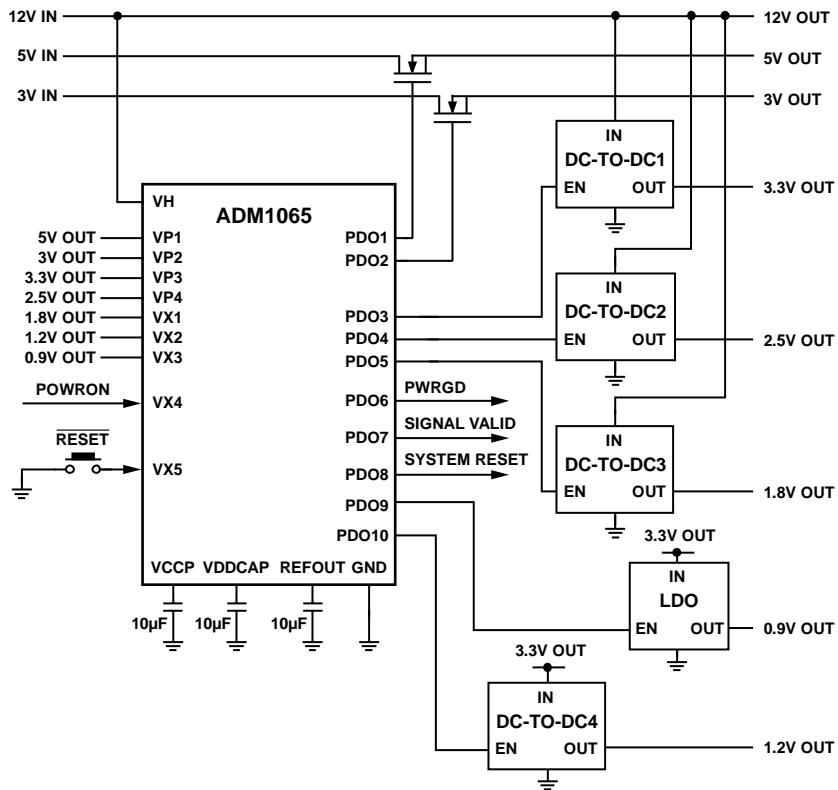 12V IN
12V OUT
5V IN
5V OUT
3V IN
3V OUT
IN
DC-TO-DC1
EN OUT
3.3V OUT
ADM1065
VH
5V OUT
VP1
3V OUT
VP2
3.3V OUT
VP3
2.5V OUT
VP4
1.8V OUT
VX1
1.2V OUT
VX2
0.9V OUT
VX3
POWRON
VX4
RESET
VX5
PDO1
PDO2
PDO3
PDO4
PDO5
PDO6
PWRGD
PDO7
SIGNAL VALID
PDO8
SYSTEM RESET
PDO9
PDO10
IN
DC-TO-DC2
EN OUT
2.5V OUT
IN
DC-TO-DC3
EN OUT
1.8V OUT
VCCP VDDCAP REFOUT GND
10µF
10µF
10µF
3.3V OUT
IN
LDO
EN OUT
0.9V OUT
3.3V OUT
IN
DC-TO-DC4
EN OUT
1.2V OUT